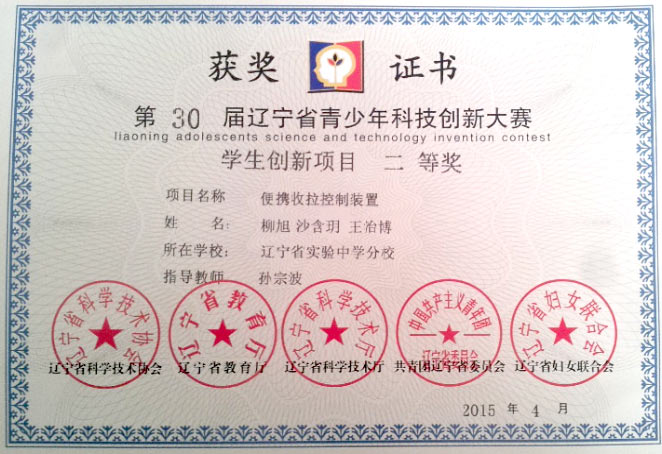 获奖 证书
第 30 届辽宁省青少年科技创新大赛
liaoning adolescents science and technology invention contest
学生创新项目 二 等奖
项目名称 便携收拉控制装置
姓 名: 柳旭 沙含玥 王冶博
所在学校: 辽宁省实验中学分校
指导教师 孙宗波
辽宁省科学技术协会 辽宁省教育厅 辽宁省科学技术厅 中国共产主义青年团 辽宁省委员会 辽宁省妇女联合会
辽宁省科学技术协会 辽宁省教育厅 辽宁省科学技术厅 共青团辽宁省委员会 辽宁省妇女联合会
2015 年 4 月